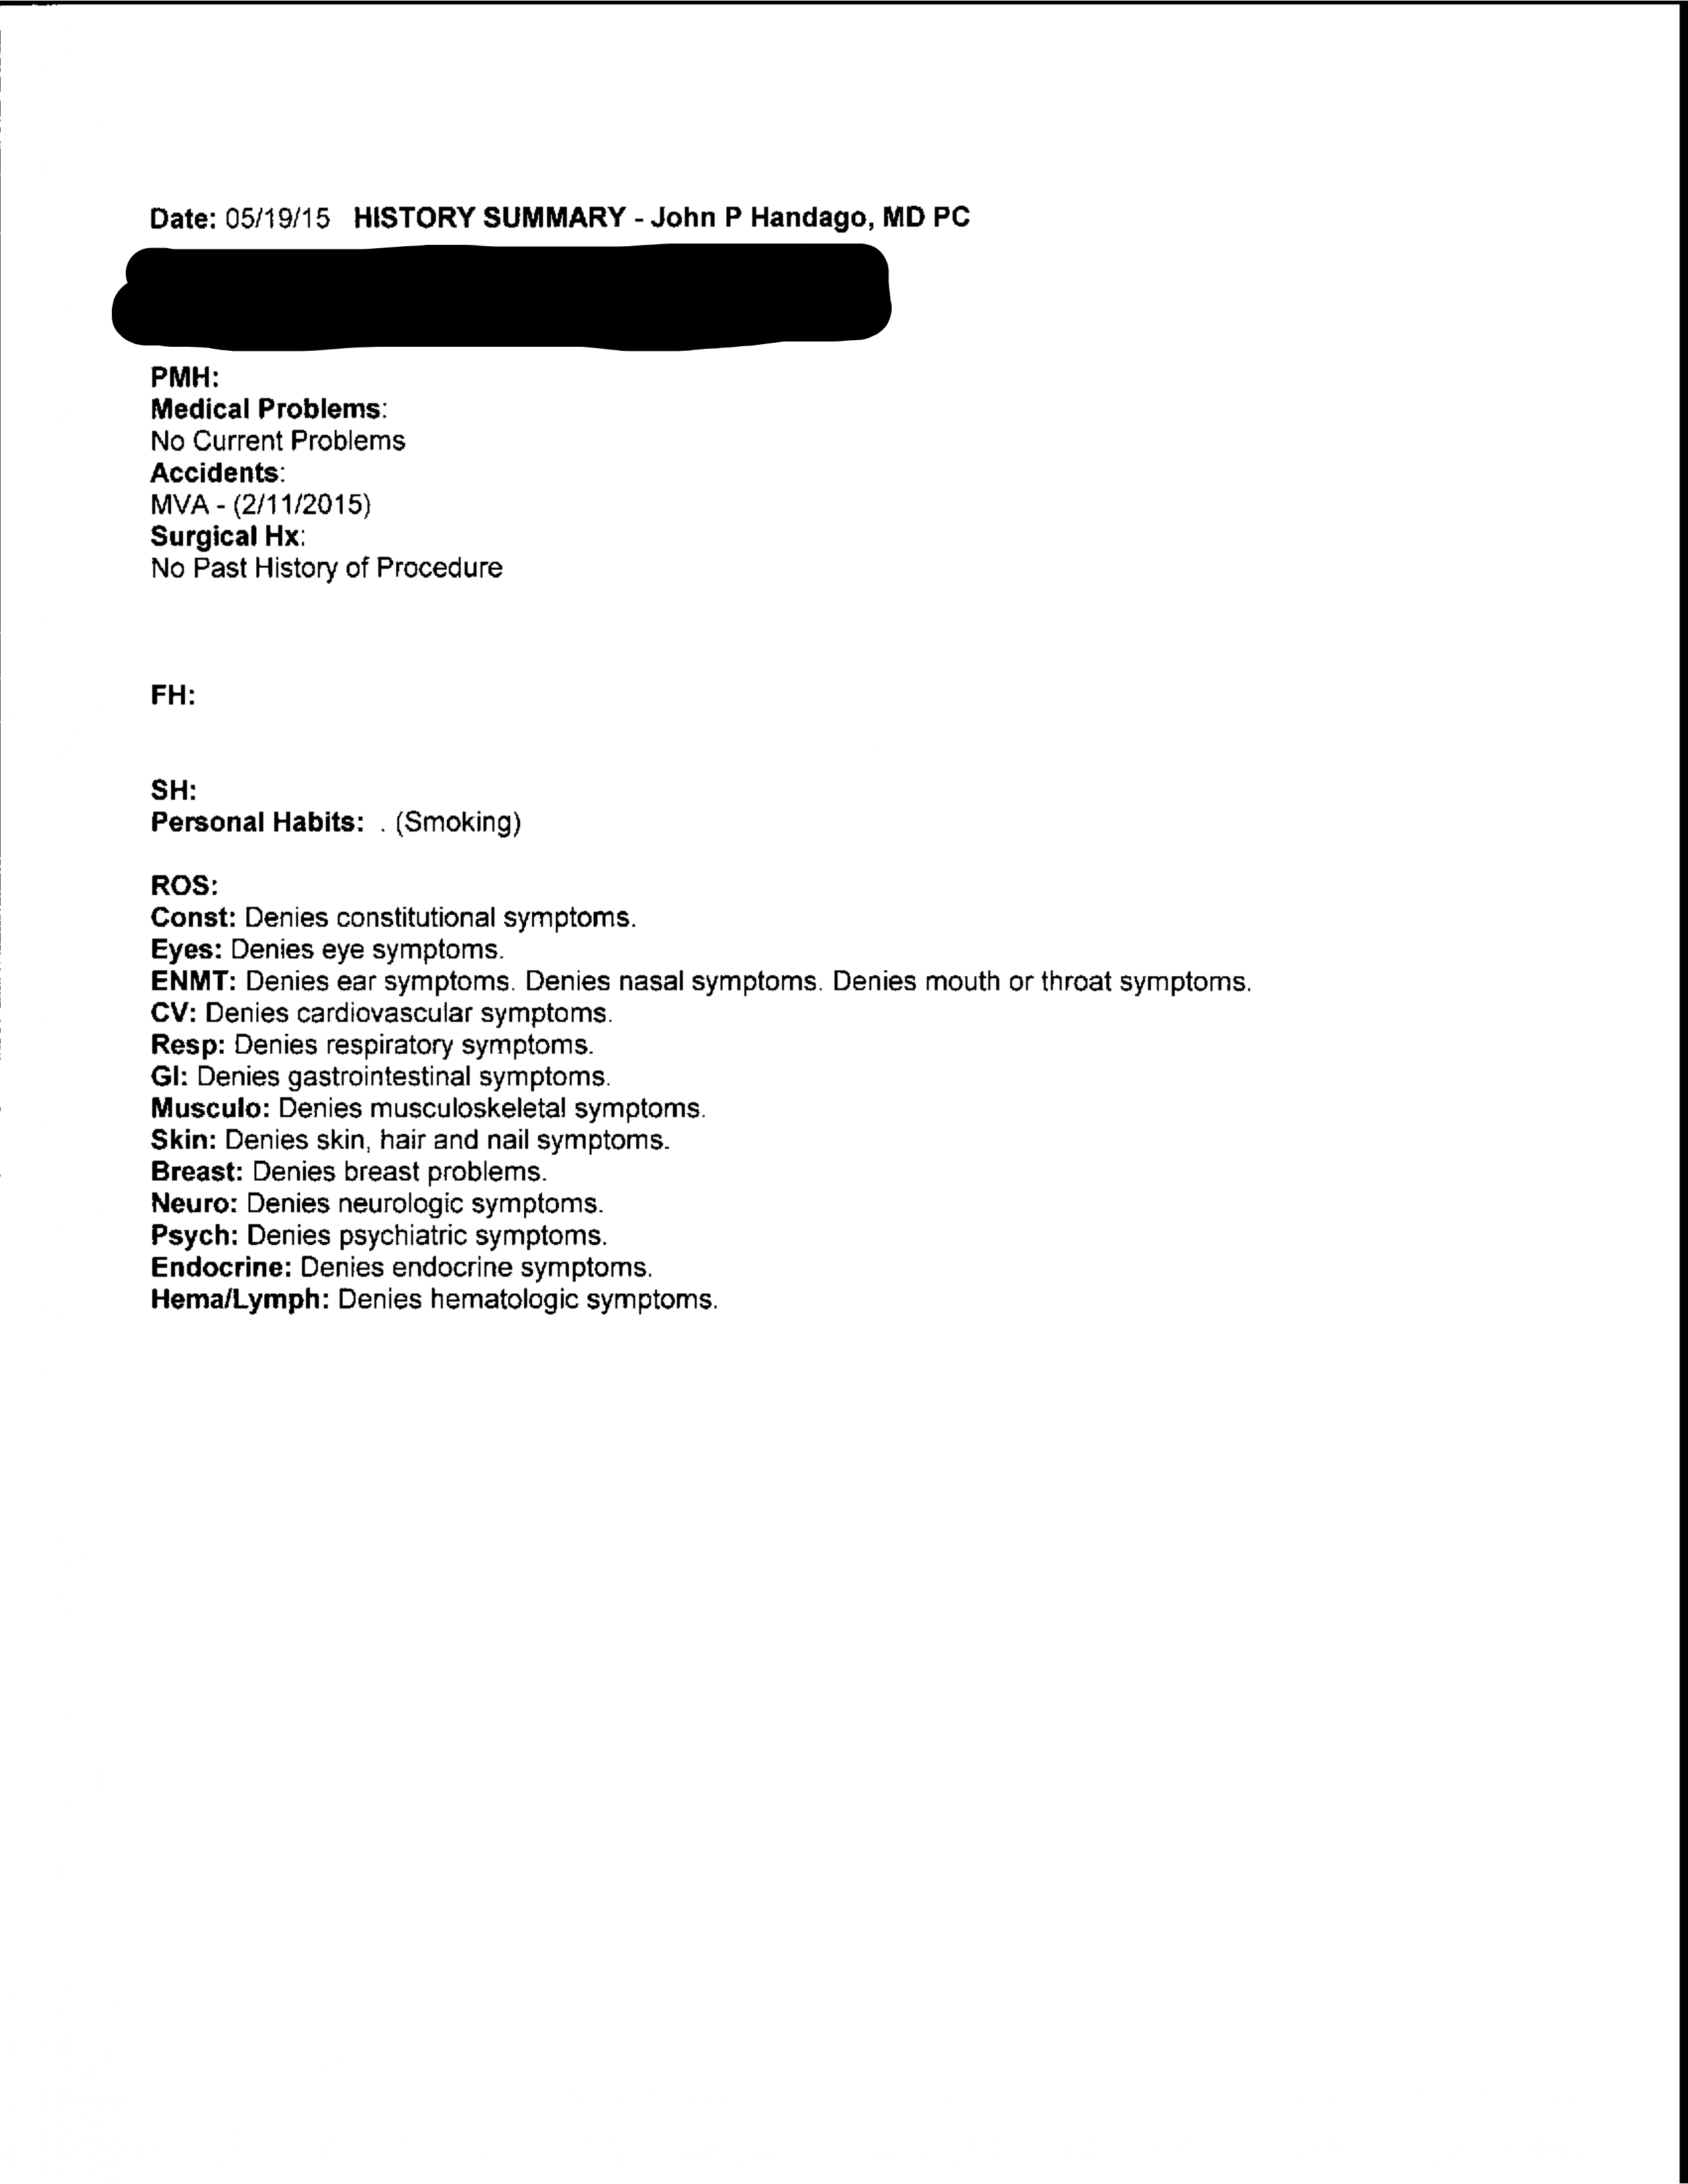 Date: 05/19/15 HISTORY SUMMARY - John P Handago, MD PC
PMH:
Medical Problems:
No Current Problems
Accidents:
MVA - (2/11/2015)
Surgical Hx:
No Past History of Procedure
FH:
SH:
Personal Habits: . (Smoking)
ROS:
Const: Denies constitutional symptoms.
Eyes: Denies eye symptoms.
ENMT: Denies ear symptoms. Denies nasal symptoms. Denies mouth or throat symptoms.
CV: Denies cardiovascular symptoms.
Resp: Denies respiratory symptoms.
GI: Denies gastrointestinal symptoms.
Musculo: Denies musculoskeletal symptoms.
Skin: Denies skin, hair and nail symptoms.
Breast: Denies breast problems.
Neuro: Denies neurologic symptoms.
Psych: Denies psychiatric symptoms.
Endocrine: Denies endocrine symptoms.
Hema/Lymph: Denies hematologic symptoms.